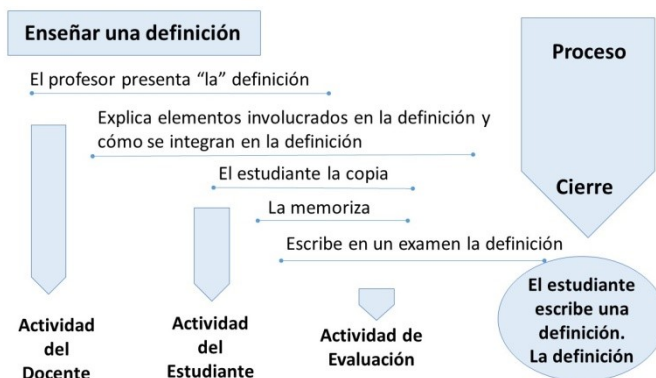 Enseñar una definición
El profesor presenta “la” definición
Explica elementos involucrados en la definición y
cómo se integran en la definición
El estudiante la copia
La memoriza
Escribe en un examen la definición
Actividad
del
Docente
Actividad
del
Estudiante
Actividad de
Evaluación
Proceso
Cierre
El estudiante
escribe una
definición.
La definición